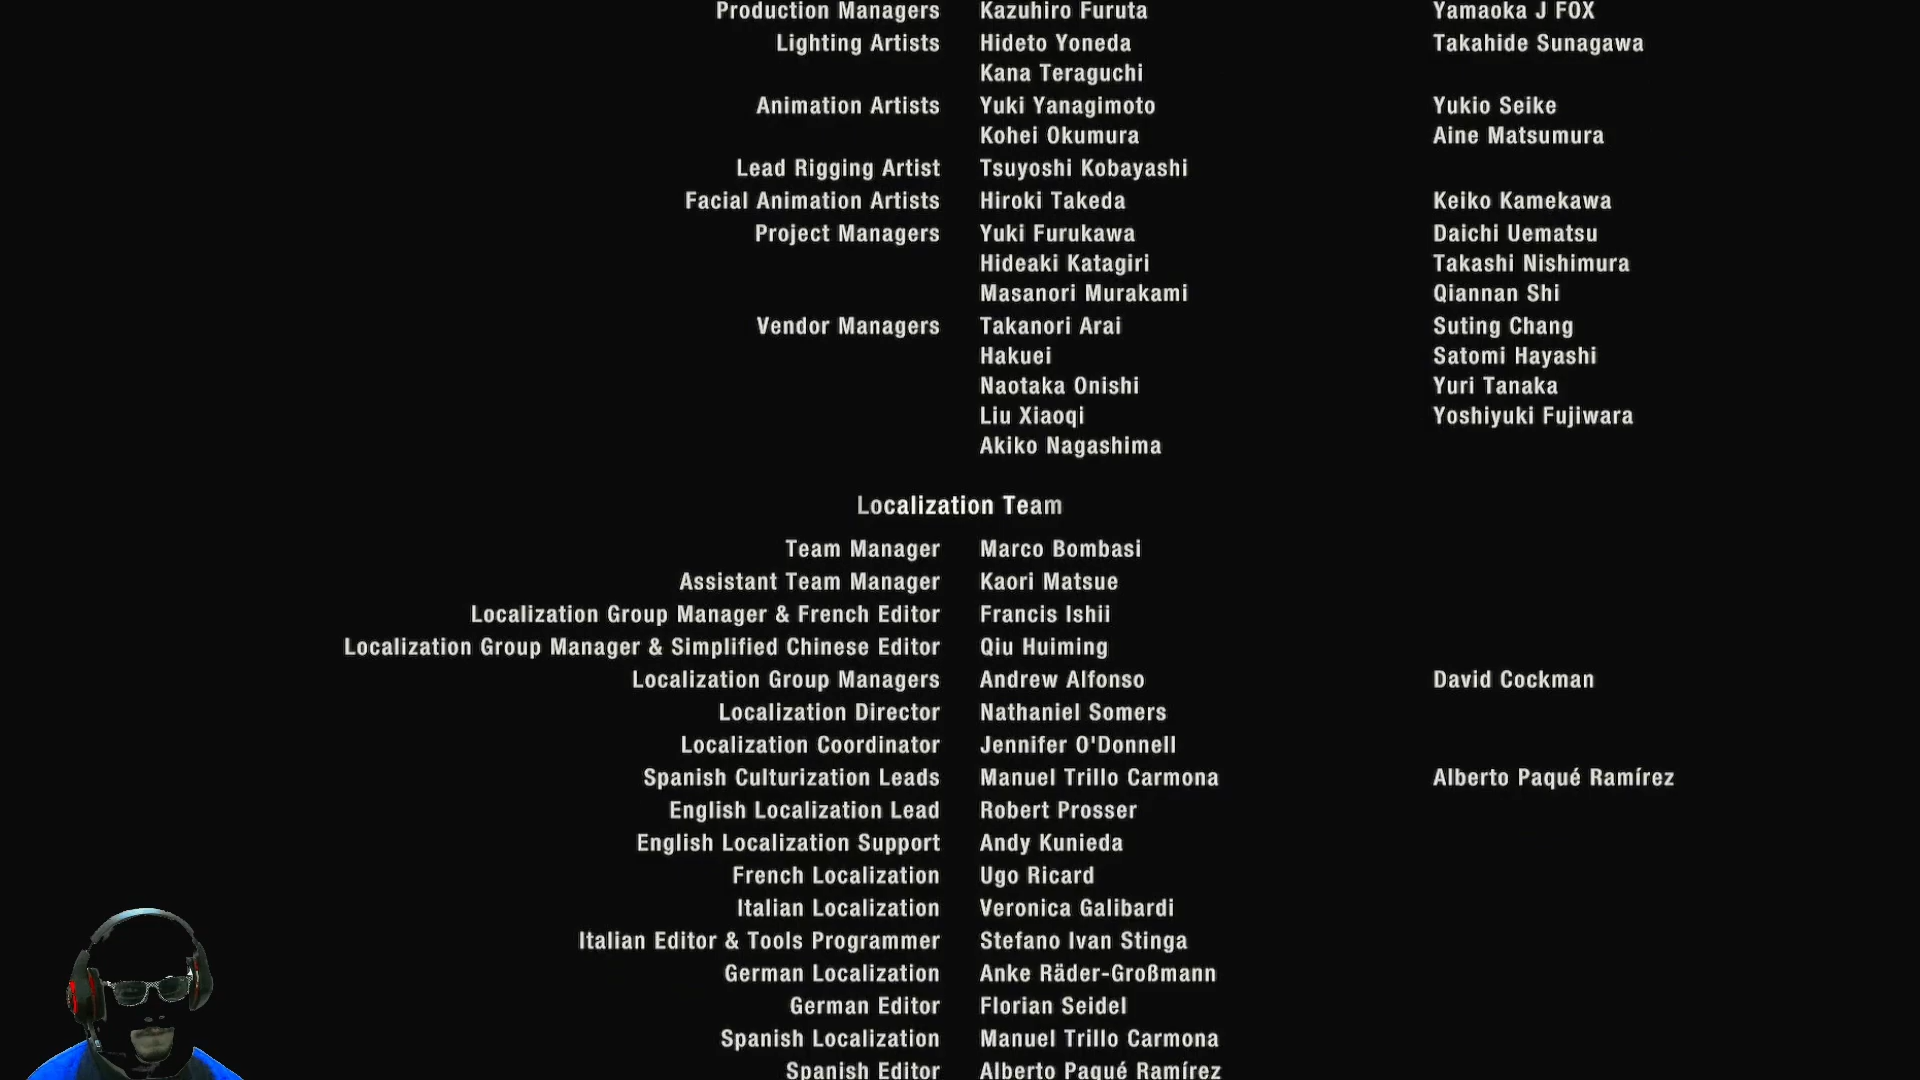 Production Managers Kazuhiro Furuta Yamaoka J FOX
Lighting Artists Hideto Yoneda Takahide Sunagawa
Kana Teraguchi
Animation Artists Yuki Yanagimoto Yukio Seike
Kohei Okumura Aine Matsumura
Lead Rigging Artist Tsuyoshi Kobayashi
Facial Animation Artists Hiroki Takeda Keiko Kamekawa
Project Managers Yuki Furukawa Daichi Uematsu
Hideaki Katagiri Takashi Nishimura
Masanori Murakami Qiannan Shi
Vendor Managers Takanori Arai Suting Chang
Hakuei Satomi Hayashi
Naotaka Onishi Yuri Tanaka
Liu Xiaoqi Yoshiyuki Fujiwara
Akiko Nagashima
Localization Team
Team Manager Marco Bombasi
Assistant Team Manager Kaori Matsue
Localization Group Manager & French Editor Francis Ishii
Localization Group Manager & Simplified Chinese Editor Qiu Huiming
Localization Group Managers Andrew Alfonso David Cockman
Localization Director Nathaniel Somers
Localization Coordinator Jennifer O'Donnell
Spanish Culturization Leads Manuel Trillo Carmona Alberto Paqué Ramírez
English Localization Lead Robert Prosser
English Localization Support Andy Kunieda
French Localization Ugo Ricard
Italian Localization Veronica Galibardi
Italian Editor & Tools Programmer Stefano Ivan Stinga
German Localization Anke Räder-Großmann
German Editor Florian Seidel
Spanish Localization Manuel Trillo Carmona
Spanish Editor Alberto Paqué Ramírez